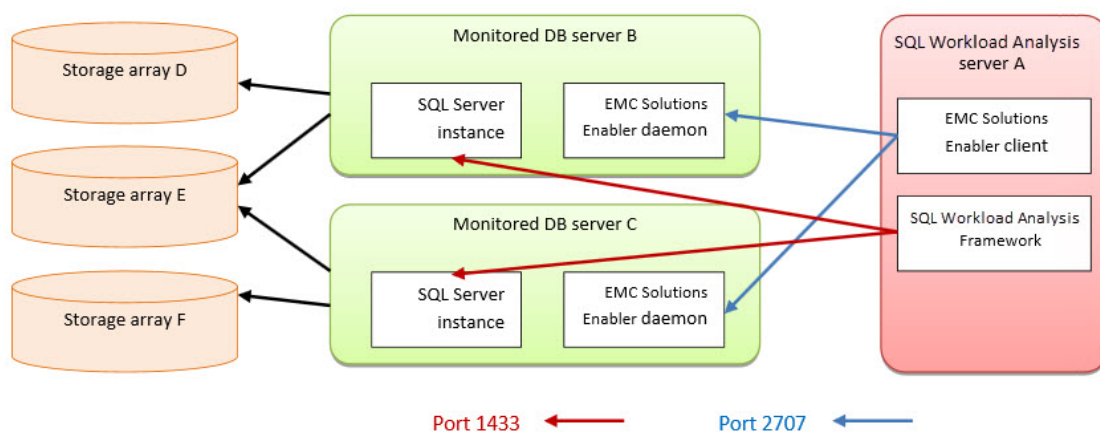 Storage array D
Storage array E
Storage array F
Monitored DB server B
SQL Server
instance
EMC Solutions
Enabler daemon
Monitored DB server C
SQL Server
instance
EMC Solutions
Enabler daemon
SQL Workload Analysis
server A
EMC Solutions
Enabler client
SQL Workload Analysis
Framework
Port 1433
Port 2707